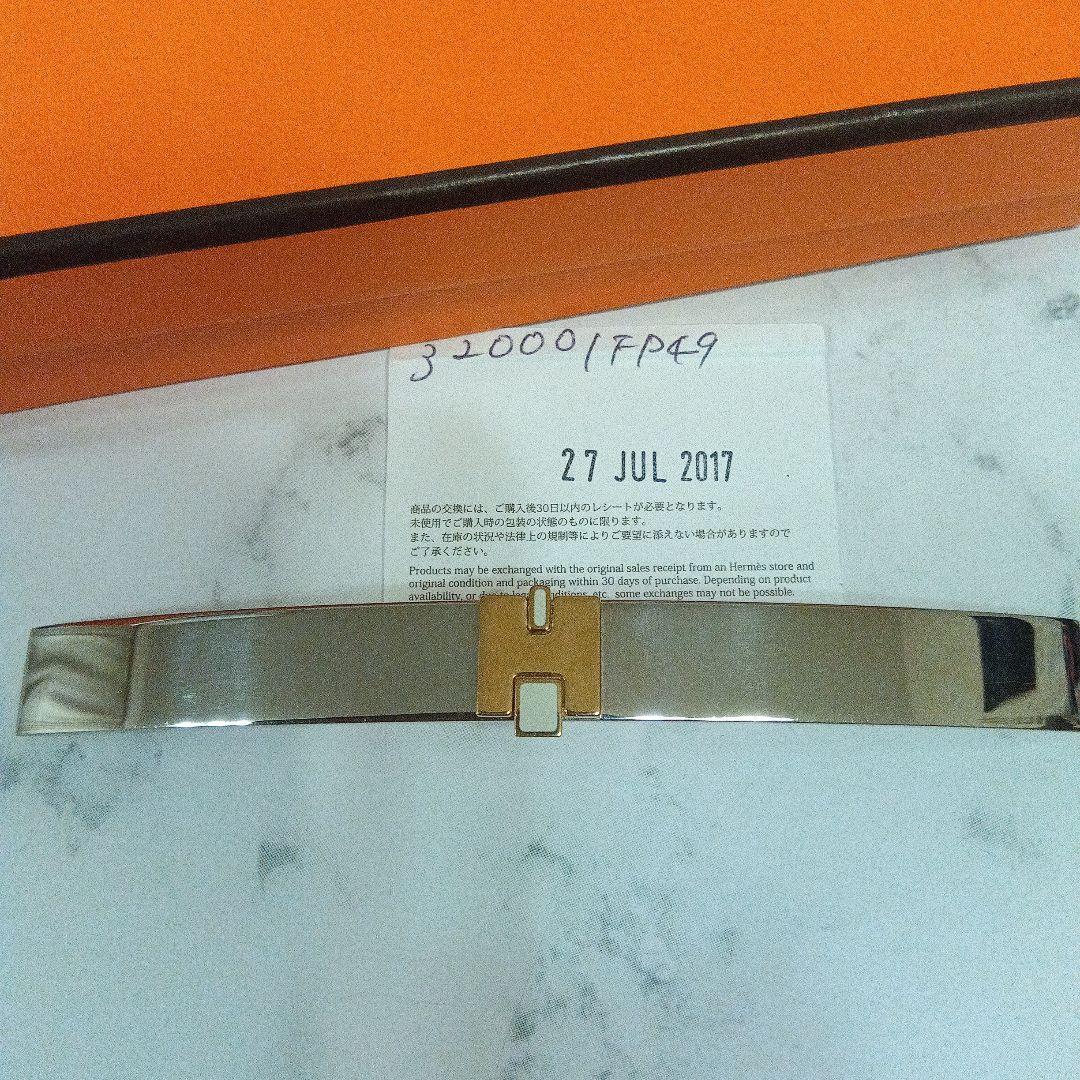 320001FP49
27 JUL 2017
商品の交換には、ご購入後30日以内のレシートが必要となります。
未使用でご購入時の包装の状態のものに限ります。
また、在庫の状況や法律上の規制等によりご要望に添えない場合がありますので
ご了承ください。
Products may be exchanged with the original sales receipt from an Hermès store and
original condition and packaging within 30 days of purchase. Depending on product
availability, or due to legal conditions, etc. some exchanges may not be possible.